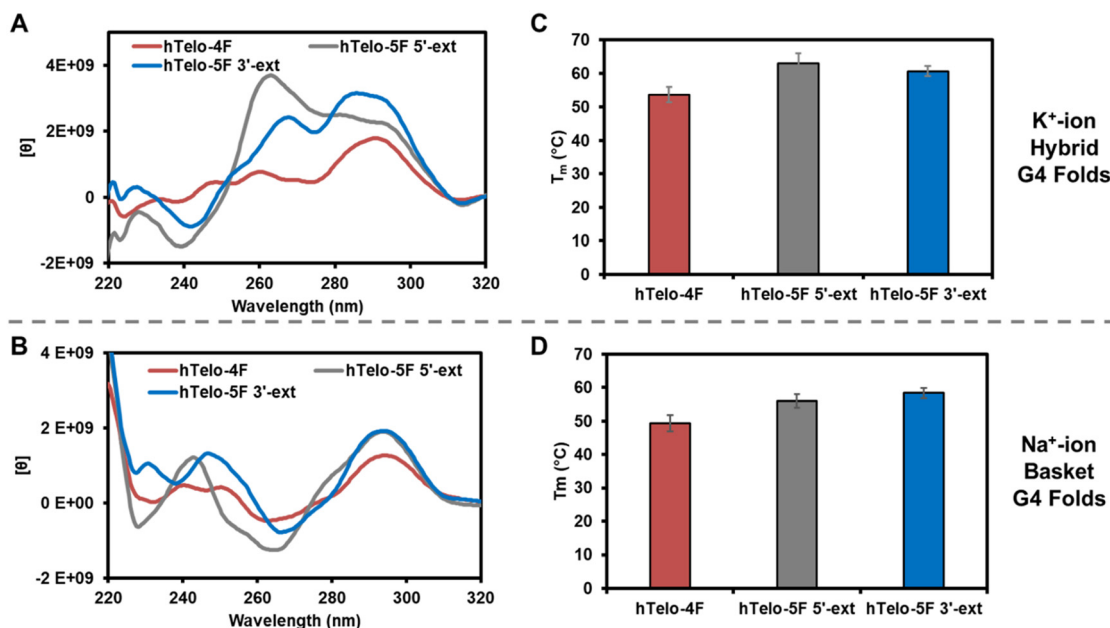 A
hTelo-4F
hTelo-5F 5'-ext
hTelo-5F 3'-ext
4E+09
2E+09
0
-2E+09
[θ]
220 240 260 280 300 320
Wavelength (nm)
C
70
60
50
40
30
20
10
0
Tm (°C)
hTelo-4F hTelo-5F 5'-ext hTelo-5F 3'-ext
K+-ion
Hybrid
G4 Folds
B
hTelo-4F
hTelo-5F 5'-ext
hTelo-5F 3'-ext
4 E+09
2 E+09
0 E+00
-2 E+09
[θ]
220 240 260 280 300 320
Wavelength (nm)
D
70
60
50
40
30
20
10
0
Tm (°C)
hTelo-4F hTelo-5F 5'-ext hTelo-5F 3'-ext
Na+-ion
Basket
G4 Folds